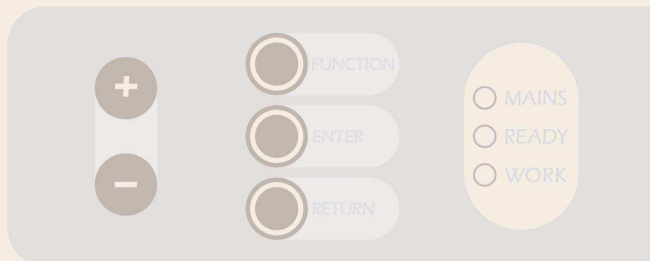 +
−
FUNCTION
ENTER
RETURN
MAINS
READY
WORK